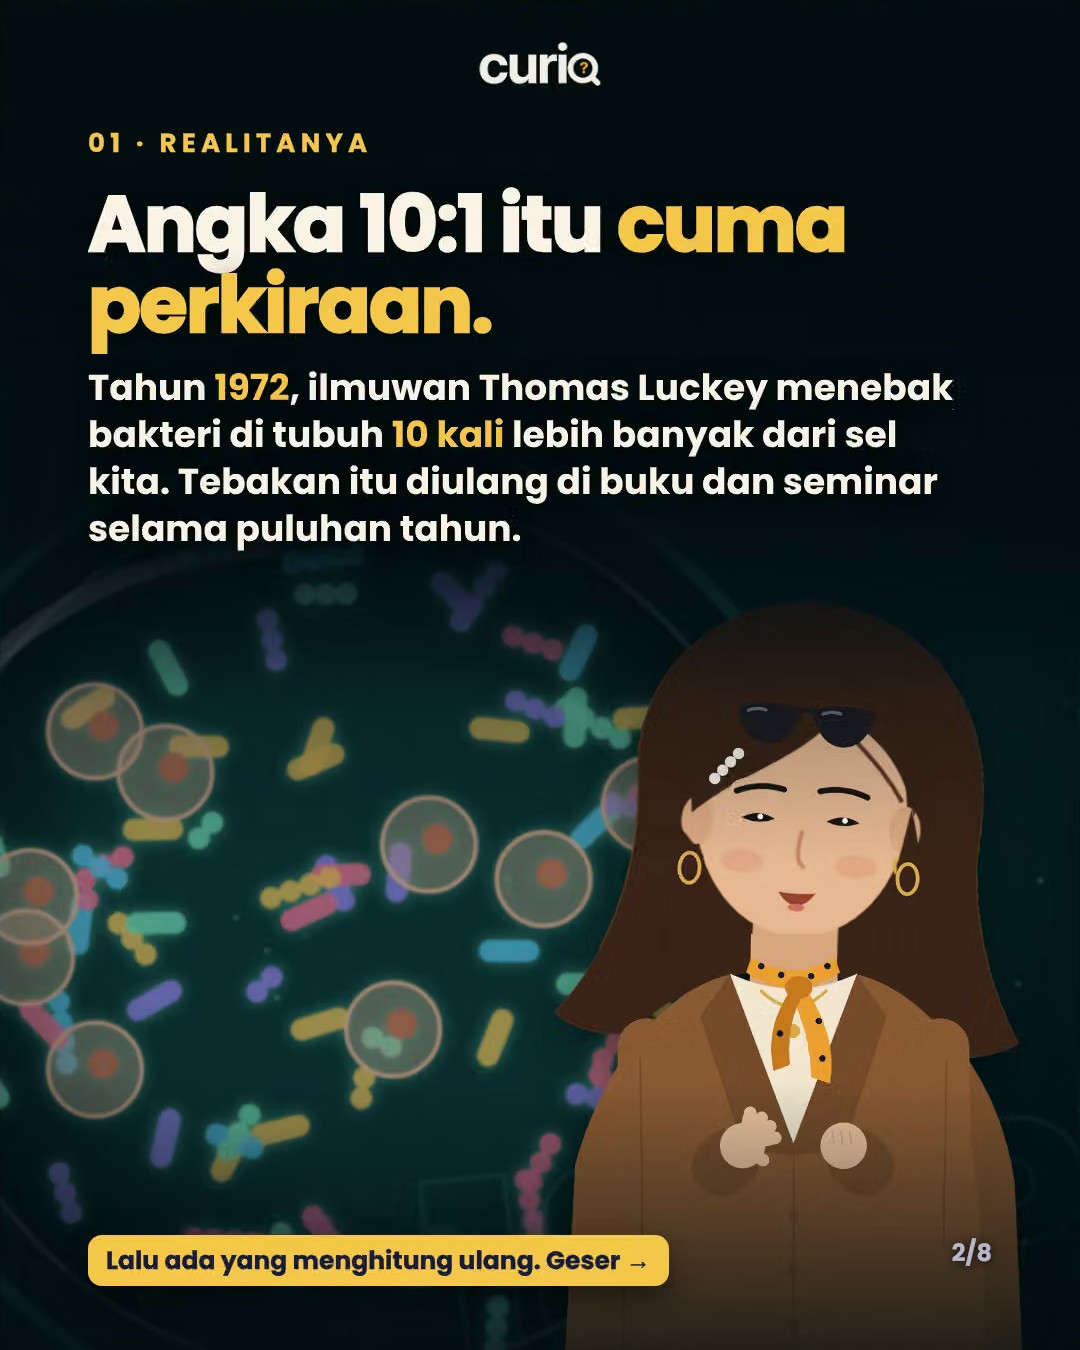 curio
01 · REALITANYA
Angka 10:1 itu cuma
perkiraan.
Tahun 1972, ilmuwan Thomas Luckey menebak
bakteri di tubuh 10 kali lebih banyak dari sel
kita. Tebakan itu diulang di buku dan seminar
selama puluhan tahun.
Lalu ada yang menghitung ulang. Geser →
2/8